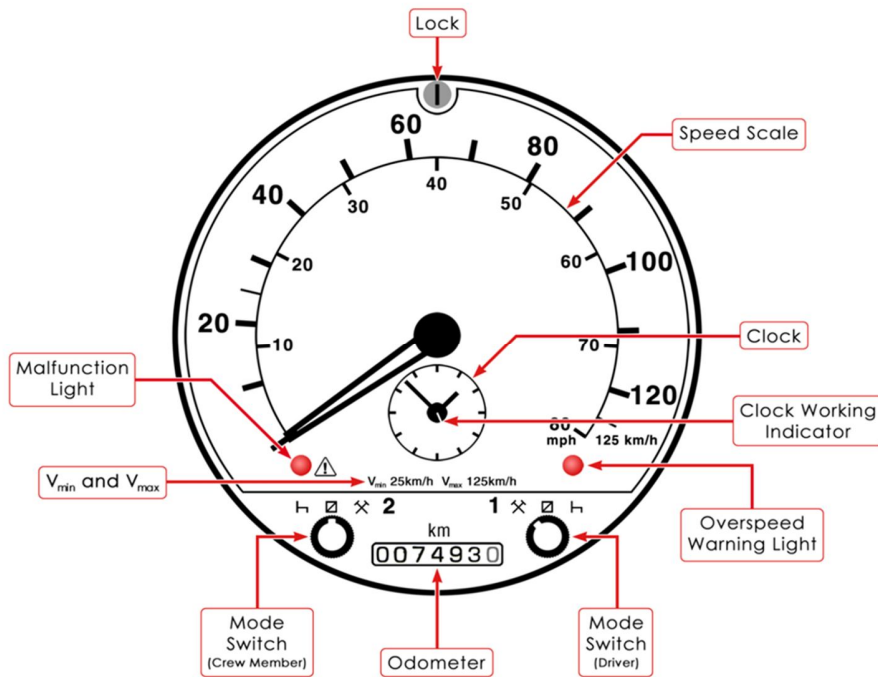 Lock
60
80
Speed Scale
40
50
40
30
20
60
100
20
10
Clock
70
Malfunction
Light
120
Clock Working
Indicator
80
mph
125 km/h
Vmin and Vmax
Vmin 25km/h Vmax 125km/h
2
1
km
0074930
Overspeed
Warning Light
Mode
Switch
(Crew Member)
Odometer
Mode
Switch
(Driver)